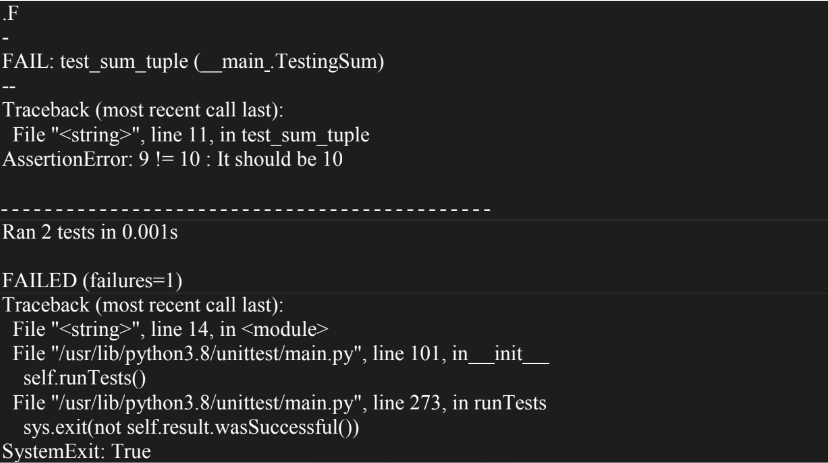 .F
-
FAIL: test_sum_tuple (__main_.TestingSum)
--
Traceback (most recent call last):
  File "<string>", line 11, in test_sum_tuple
AssertionError: 9 != 10 : It should be 10
- - - - - - - - - - - - - - - - - - - - - - - - - - - - - - - - - - - - - - - - - - - - -
Ran 2 tests in 0.001s
FAILED (failures=1)
Traceback (most recent call last):
  File "<string>", line 14, in <module>
  File "/usr/lib/python3.8/unittest/main.py", line 101, in__init__
    self.runTests()
  File "/usr/lib/python3.8/unittest/main.py", line 273, in runTests
    sys.exit(not self.result.wasSuccessful())
SystemExit: True